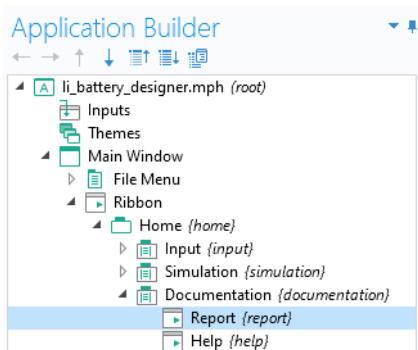 Application Builder
li_battery_designer.mph (root)
Inputs
Themes
Main Window
File Menu
Ribbon
Home {home}
Input {input}
Simulation {simulation}
Documentation {documentation}
Report {report}
Help {help}